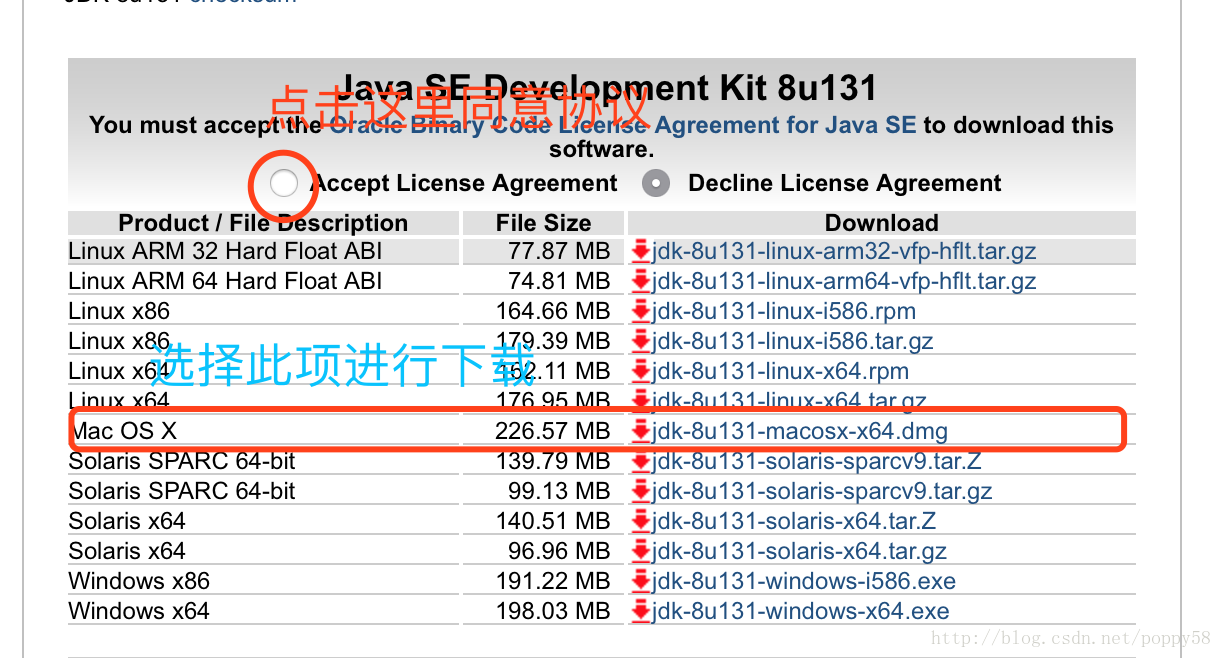 JDK 8u131 checksum
Java SE Development Kit 8u131
点击这里同意协议
You must accept the Oracle Binary Code License Agreement for Java SE to download this
software.
Accept License Agreement Decline License Agreement
Product / File Description File Size Download
Linux ARM 32 Hard Float ABI 77.87 MB jdk-8u131-linux-arm32-vfp-hflt.tar.gz
Linux ARM 64 Hard Float ABI 74.81 MB jdk-8u131-linux-arm64-vfp-hflt.tar.gz
Linux x86 164.66 MB jdk-8u131-linux-i586.rpm
Linux x86 179.39 MB jdk-8u131-linux-i586.tar.gz
选择此项进行下载
Linux x64 162.11 MB jdk-8u131-linux-x64.rpm
Linux x64 176.95 MB jdk-8u131-linux-x64.tar.gz
Mac OS X 226.57 MB jdk-8u131-macosx-x64.dmg
Solaris SPARC 64-bit 139.79 MB jdk-8u131-solaris-sparcv9.tar.Z
Solaris SPARC 64-bit 99.13 MB jdk-8u131-solaris-sparcv9.tar.gz
Solaris x64 140.51 MB jdk-8u131-solaris-x64.tar.Z
Solaris x64 96.96 MB jdk-8u131-solaris-x64.tar.gz
Windows x86 191.22 MB jdk-8u131-windows-i586.exe
Windows x64 198.03 MB jdk-8u131-windows-x64.exe
http://blog.csdn.net/poppy58